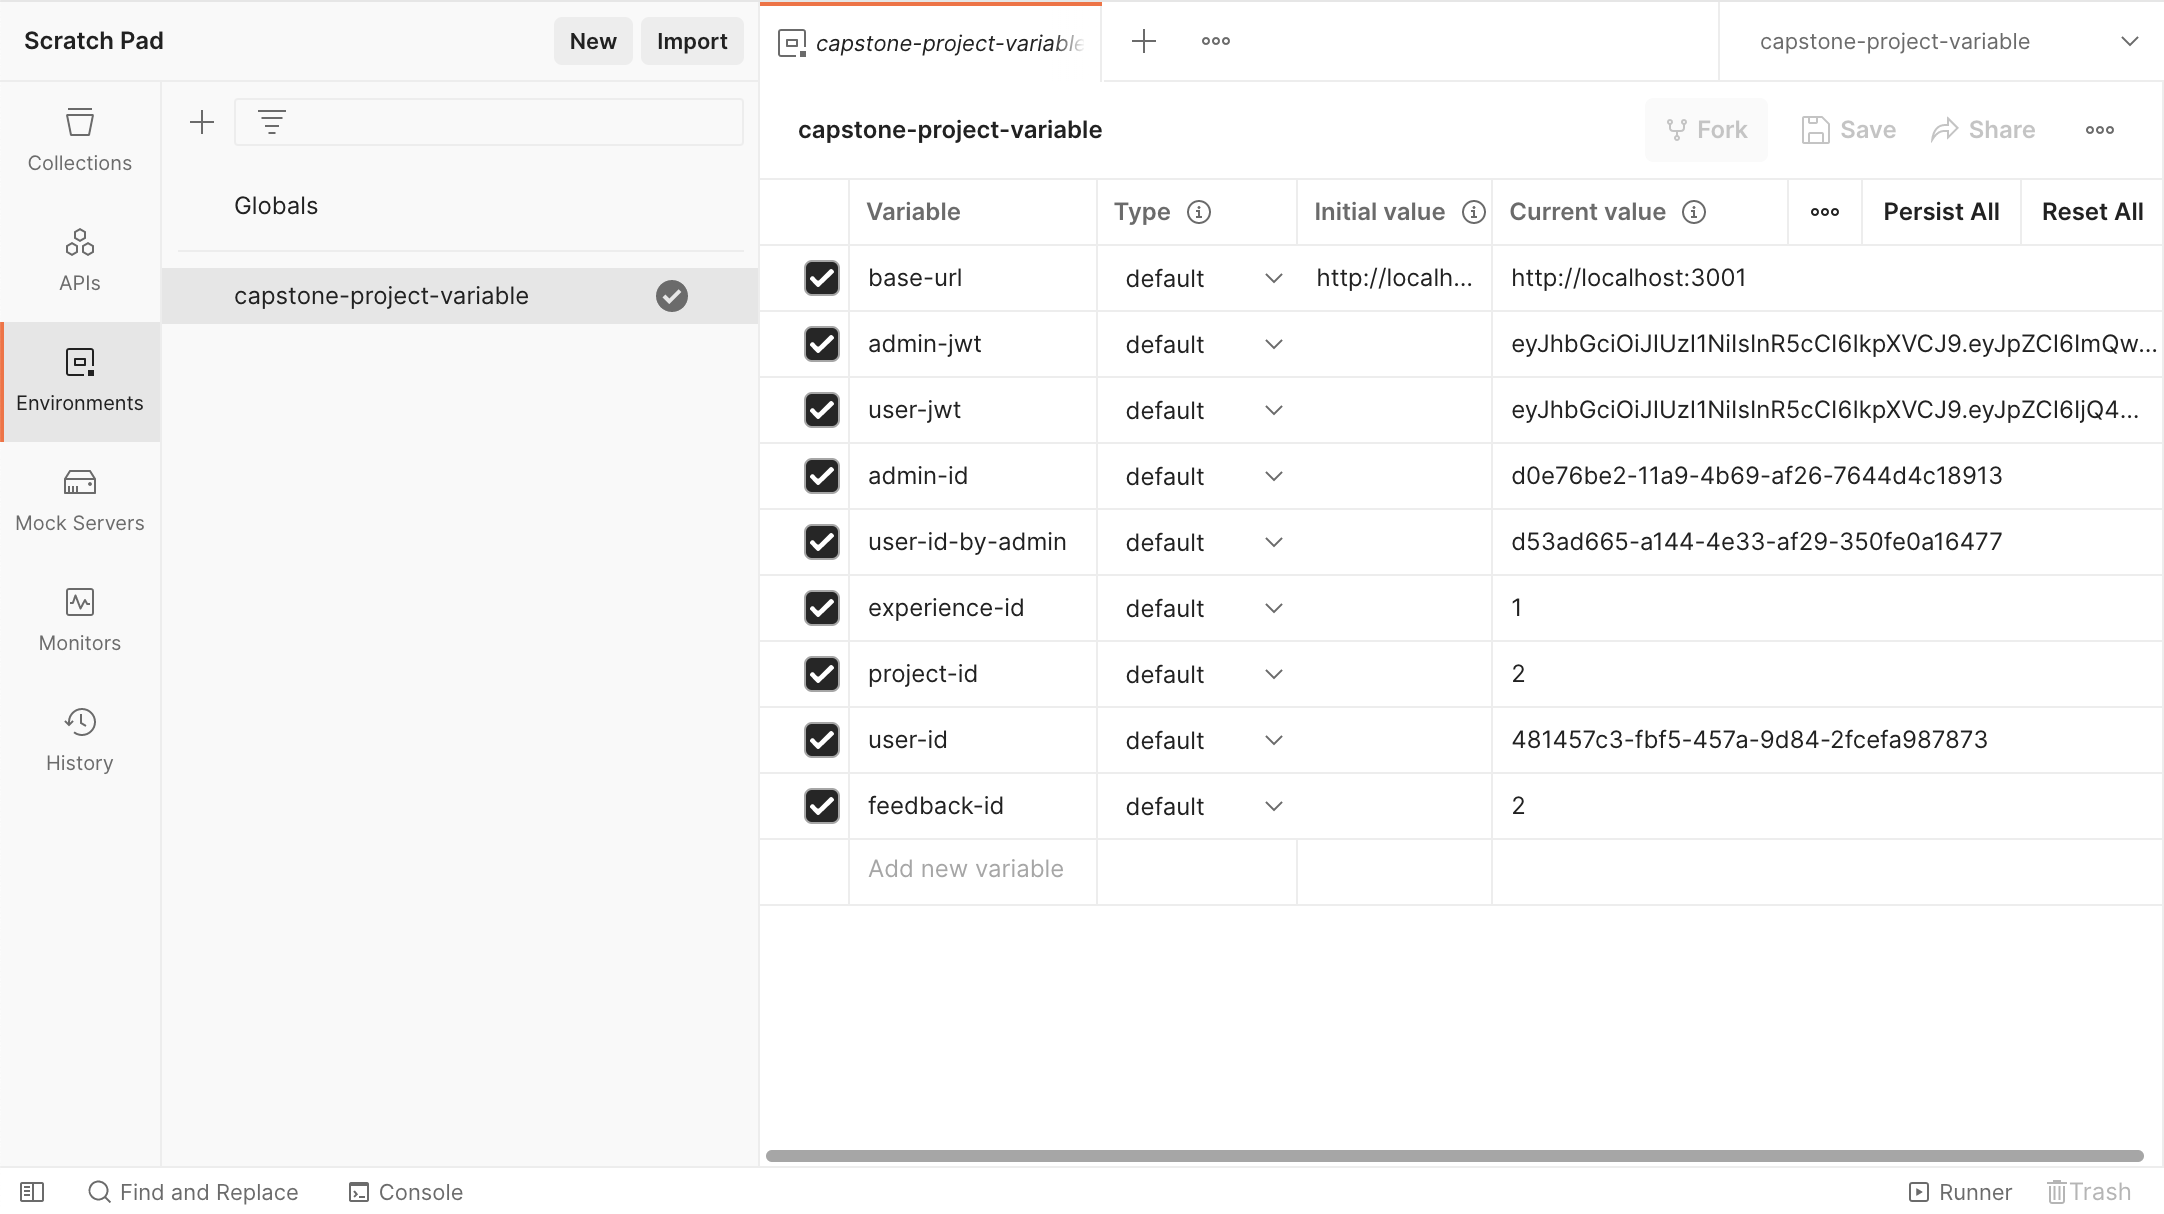 Scratch Pad
New
Import
capstone-project-variable
capstone-project-variable
Collections
APIs
Environments
Mock Servers
Monitors
History
Globals
capstone-project-variable
capstone-project-variable
Fork
Save
Share
Variable Type Initial value Current value Persist All Reset All
base-url default http://localh... http://localhost:3001
admin-jwt default eyJhbGciOiJIUzI1NiIsInR5cCI6IkpXVCJ9.eyJpZCI6ImQw...
user-jwt default eyJhbGciOiJIUzI1NiIsInR5cCI6IkpXVCJ9.eyJpZCI6IjQ4...
admin-id default d0e76be2-11a9-4b69-af26-7644d4c18913
user-id-by-admin default d53ad665-a144-4e33-af29-350fe0a16477
experience-id default 1
project-id default 2
user-id default 481457c3-fbf5-457a-9d84-2fcefa987873
feedback-id default 2
Add new variable
Find and Replace
Console
Runner
Trash